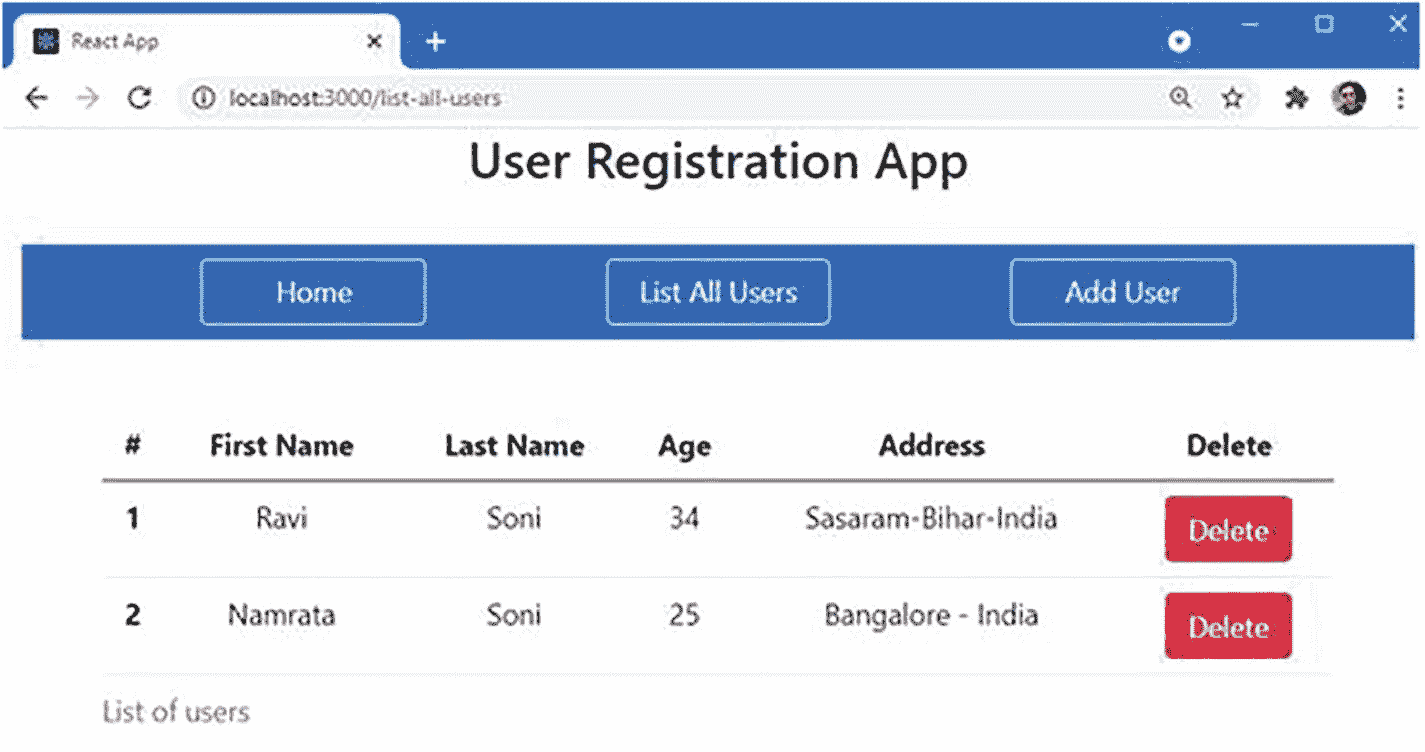 React App
localhost:3000/list-all-users
User Registration App
Home List All Users Add User
# First Name Last Name Age Address Delete
1 Ravi Soni 34 Sasaram-Bihar-India Delete
2 Namrata Soni 25 Bangalore - India Delete
List of users